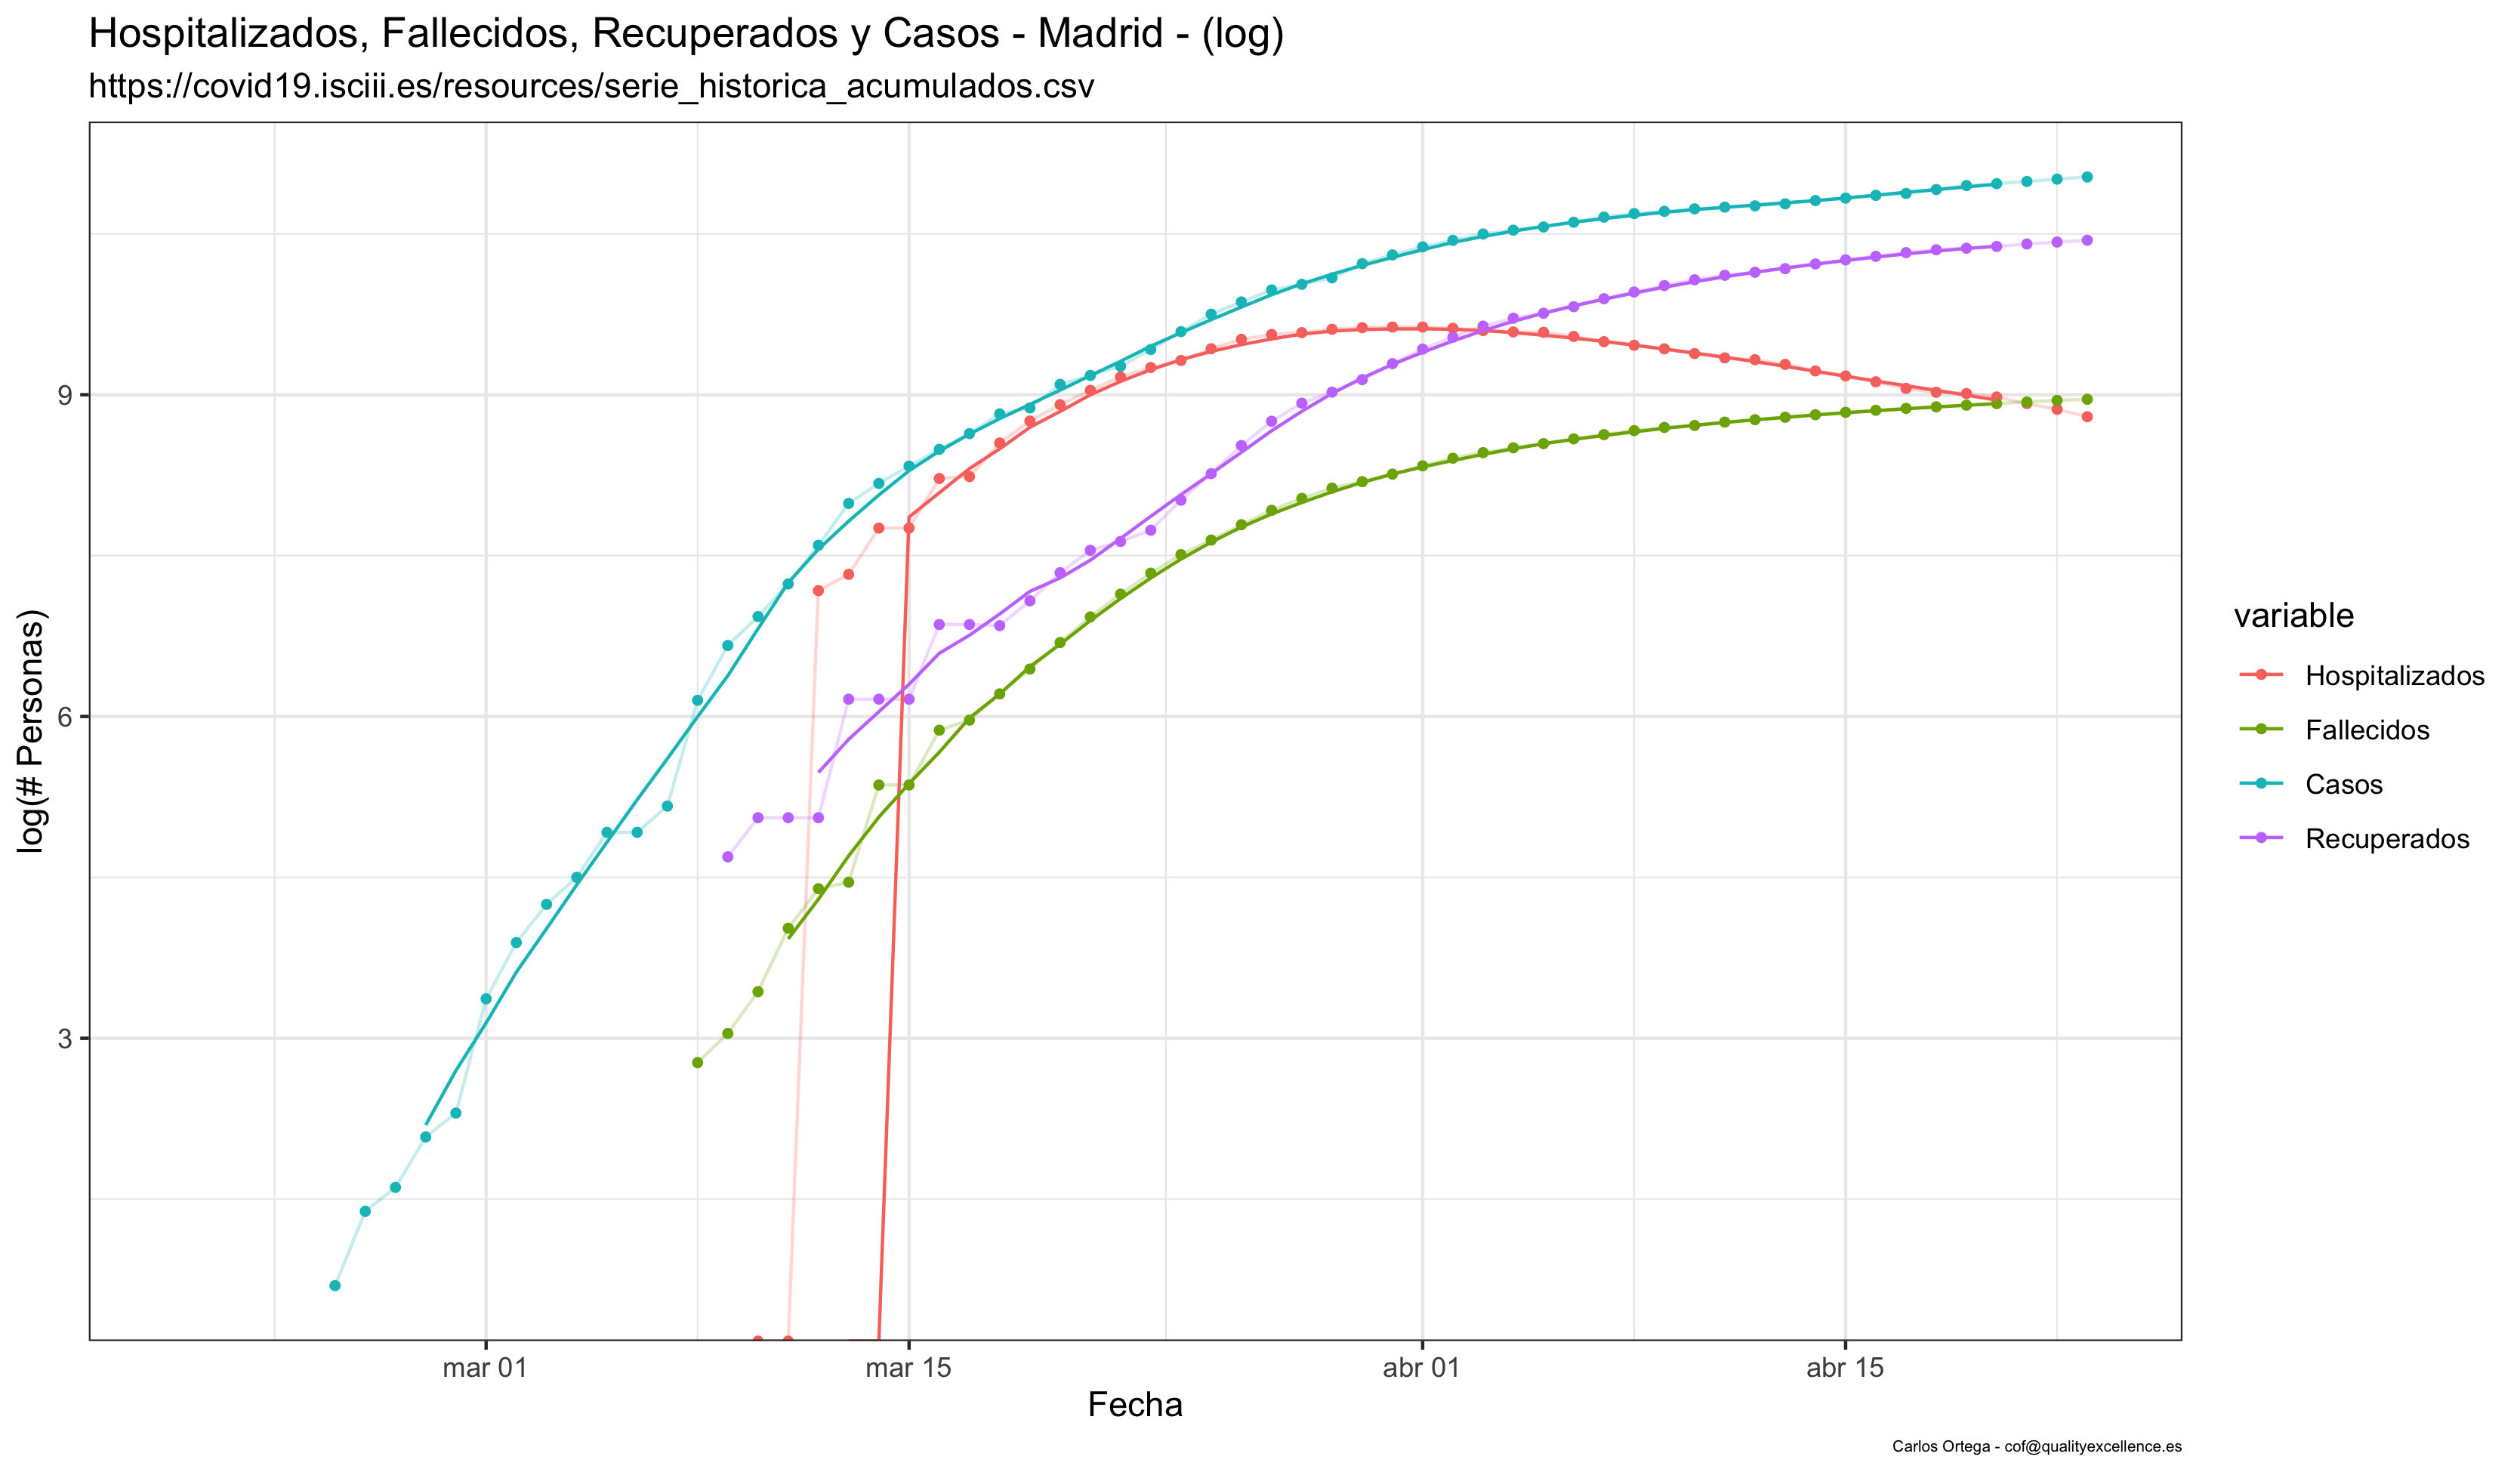 Hospitalizados, Fallecidos, Recuperados y Casos - Madrid - (log)
https://covid19.isciii.es/resources/serie_historica_acumulados.csv
log(# Personas)
9
6
3
mar 01
mar 15
abr 01
abr 15
Fecha
variable
Hospitalizados
Fallecidos
Casos
Recuperados
Carlos Ortega - cof@qualityexcellence.es